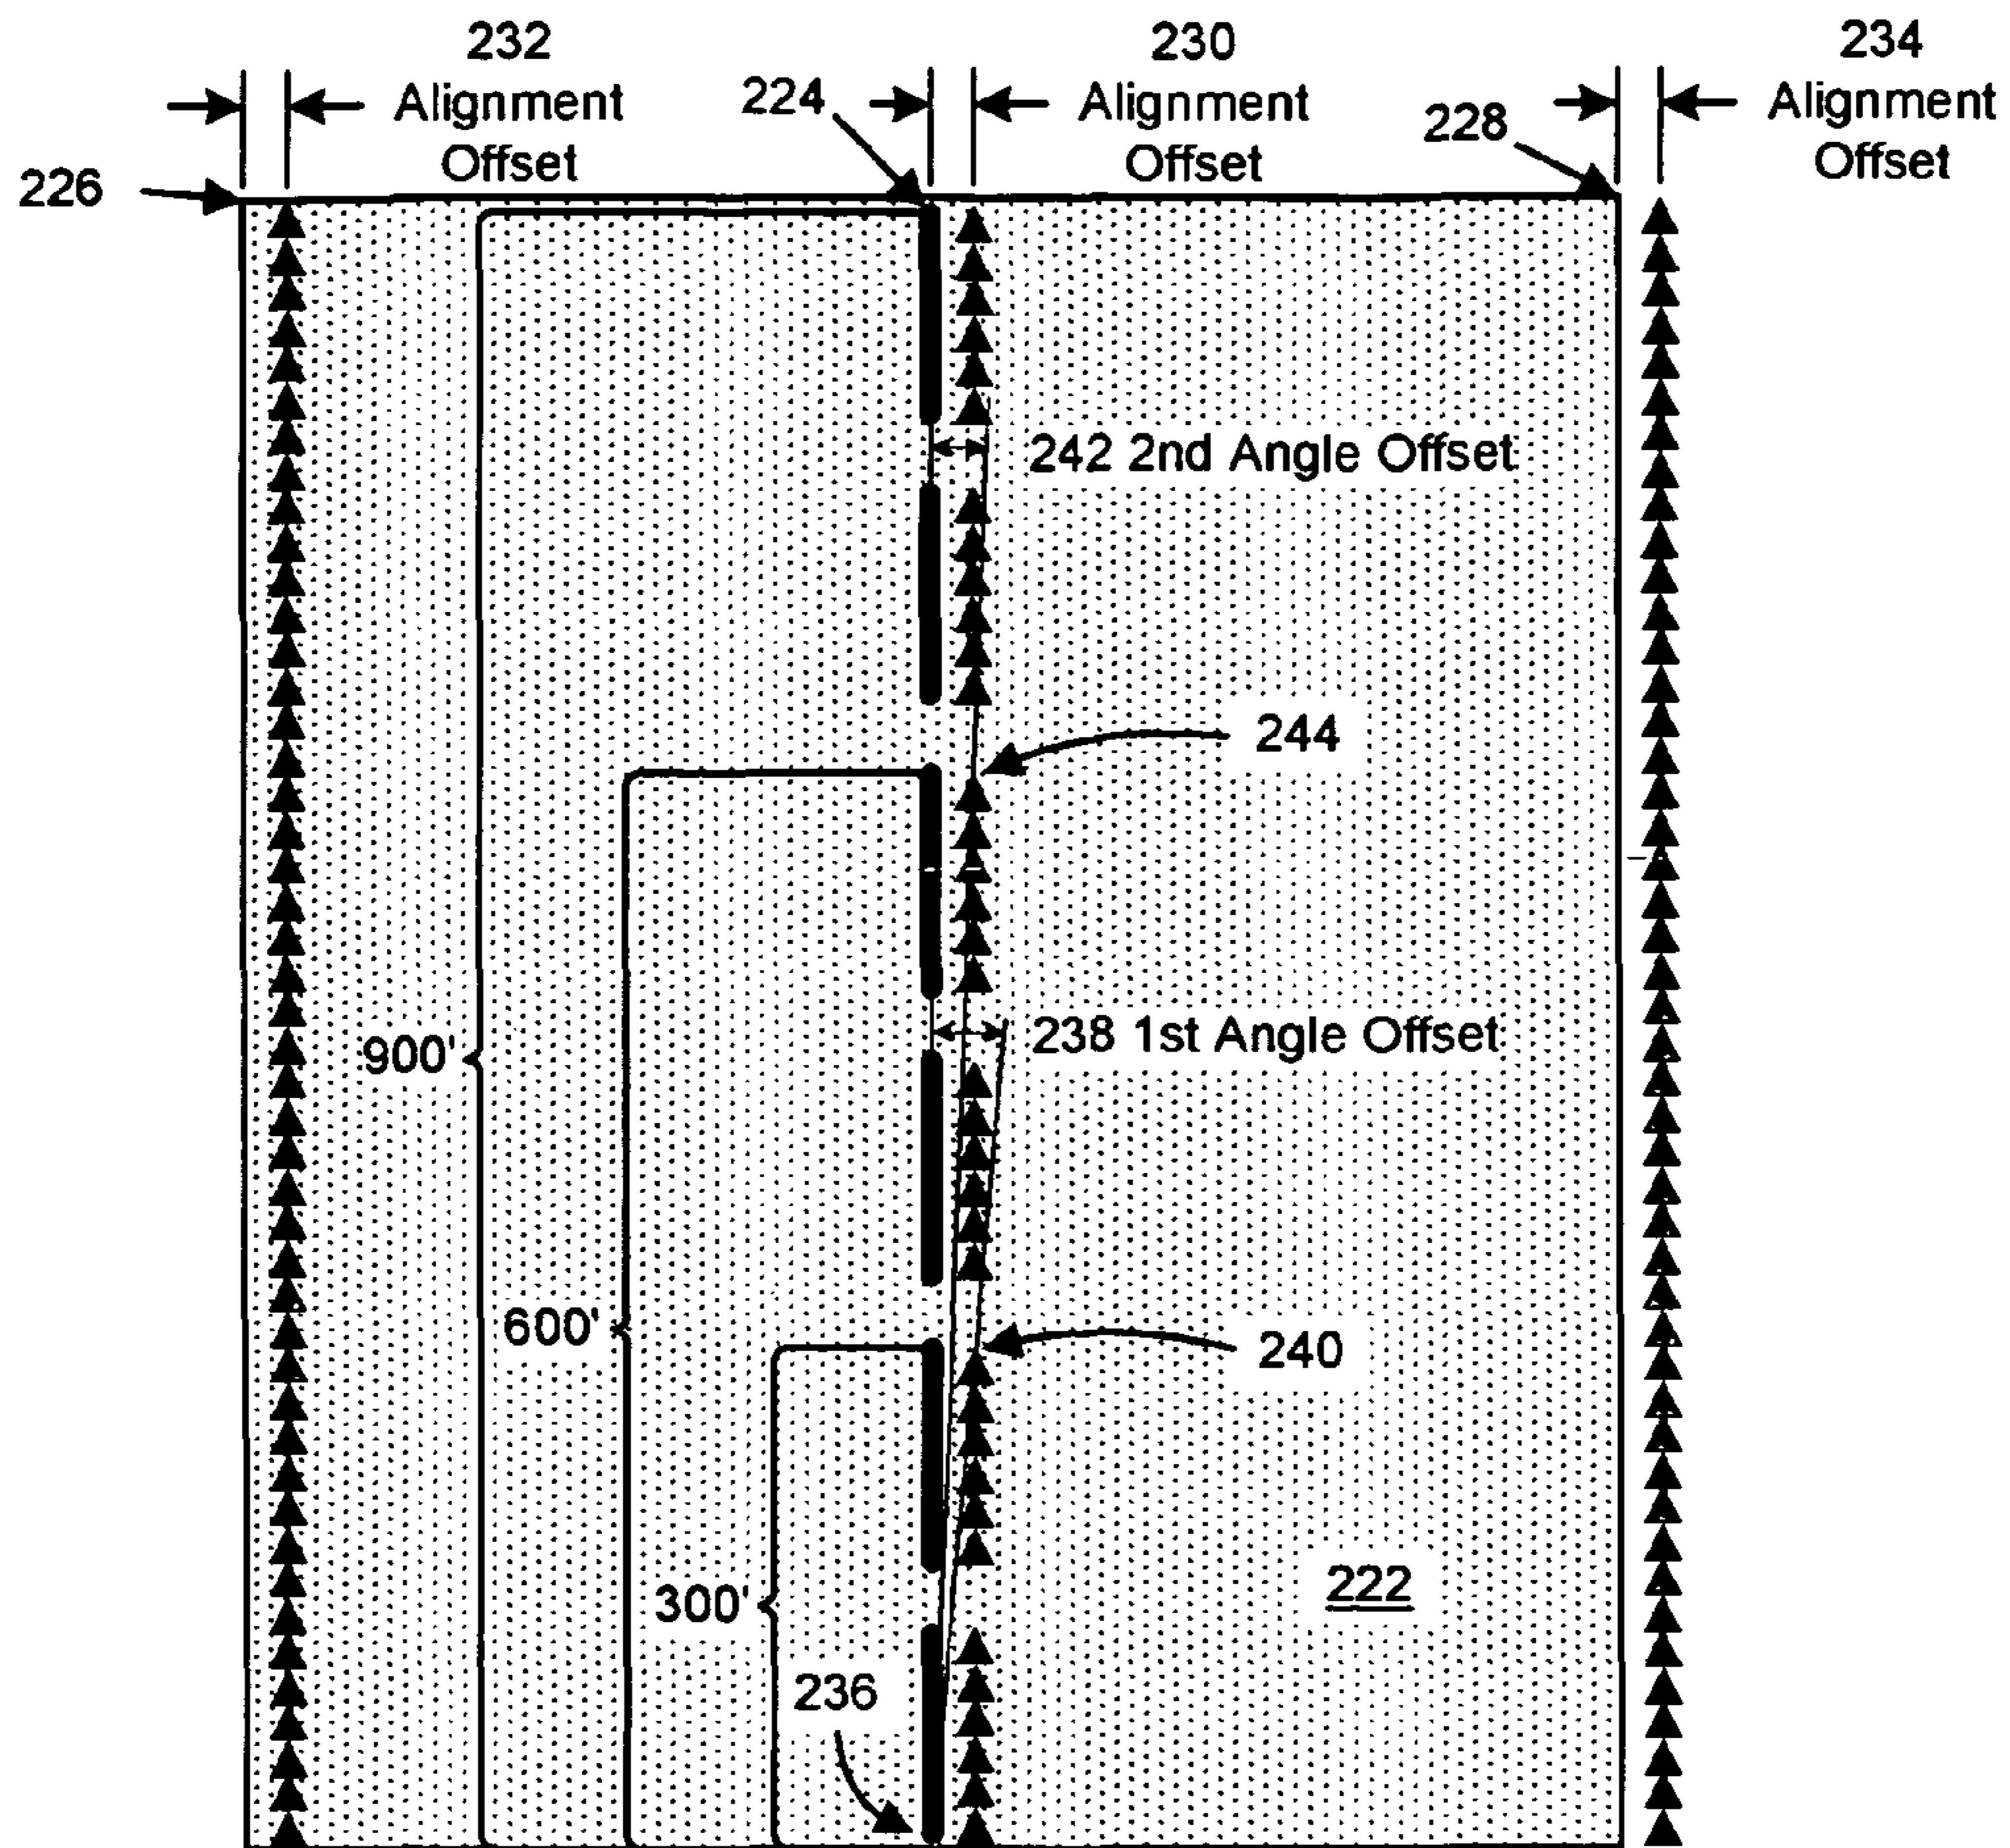 232
Alignment
Offset
224
230
Alignment
Offset
228
234
Alignment
Offset
226
242 2nd Angle Offset
244
900'
238 1st Angle Offset
600'
240
300'
222
236